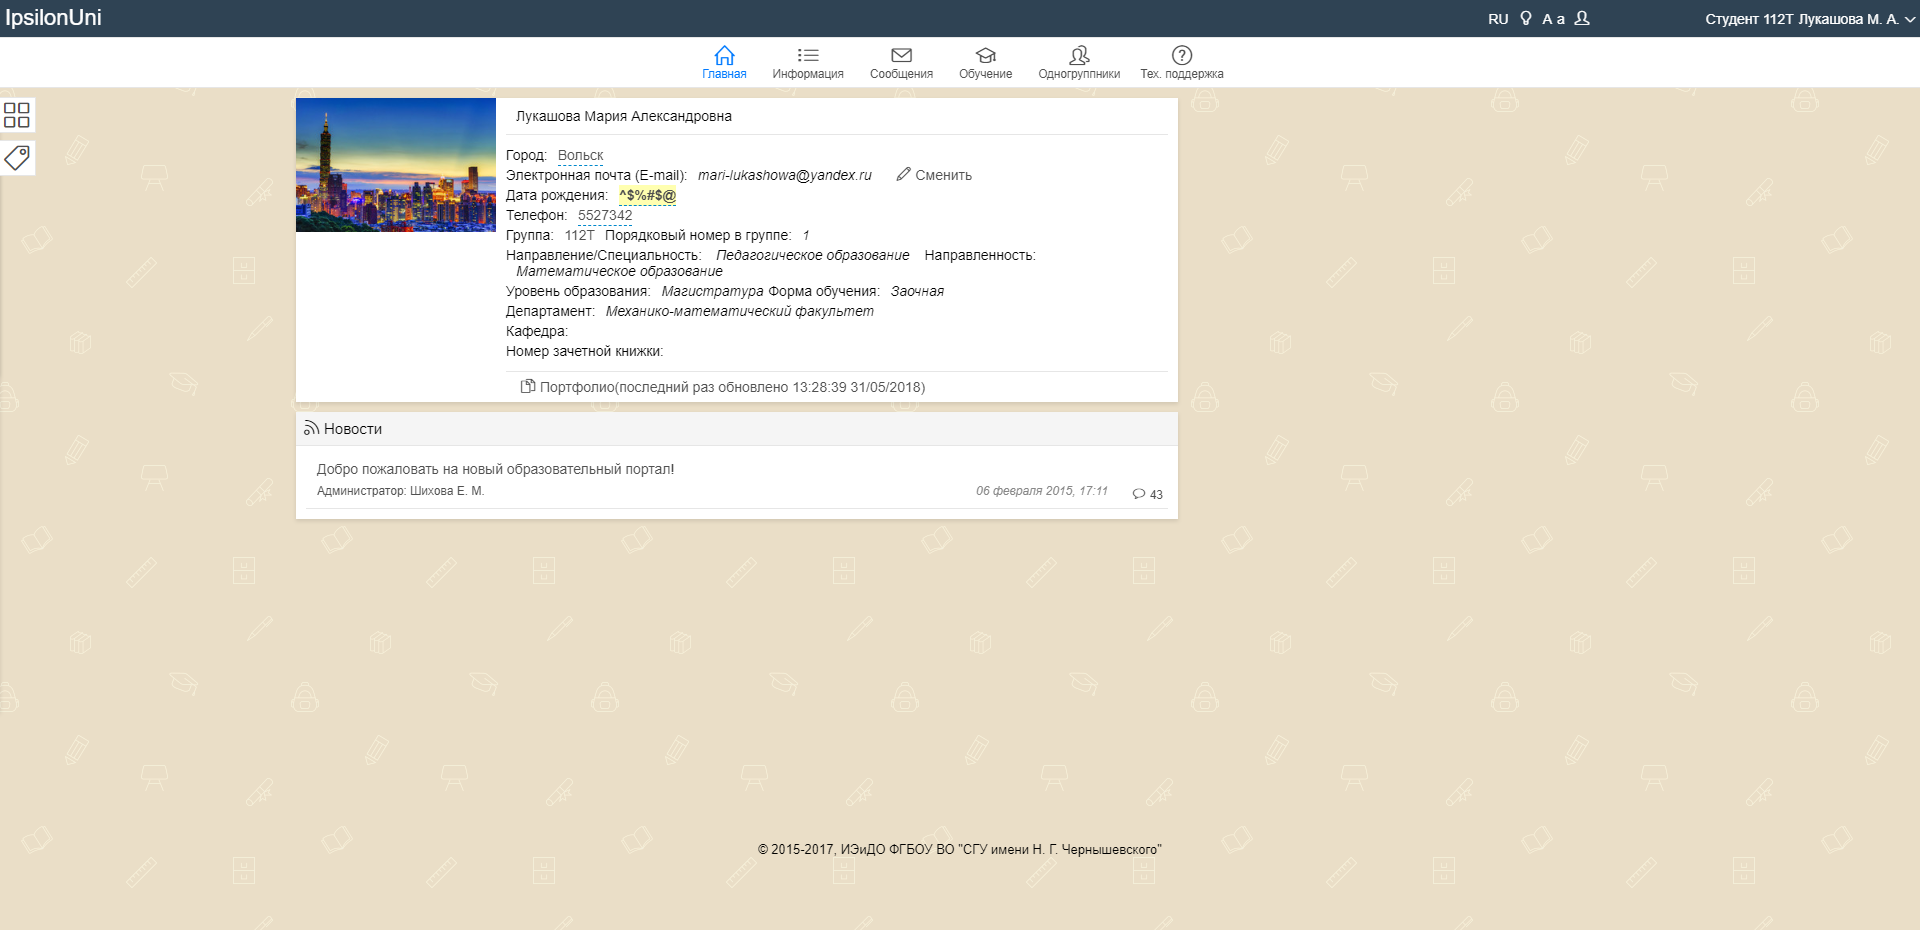 IpsilonUni
RU A a Студент 112Т Лукашова М. А.
Главная Информация Сообщения Обучение Одногруппники Тех. поддержка
Лукашова Мария Александровна
Город: Вольск
Электронная почта (E-mail): mari-lukashowa@yandex.ru Сменить
Дата рождения: ^$%#$@
Телефон: 5527342
Группа: 112Т Порядковый номер в группе: 1
Направление/Специальность: Педагогическое образование Направленность:
Математическое образование
Уровень образования: Магистратура Форма обучения: Заочная
Департамент: Механико-математический факультет
Кафедра:
Номер зачетной книжки:
Портфолио(последний раз обновлено 13:28:39 31/05/2018)
Новости
Добро пожаловать на новый образовательный портал!
Администратор: Шихова Е. М. 06 февраля 2015, 17:11 43
© 2015-2017, ИЭиДО ФГБОУ ВО "СГУ имени Н. Г. Чернышевского"